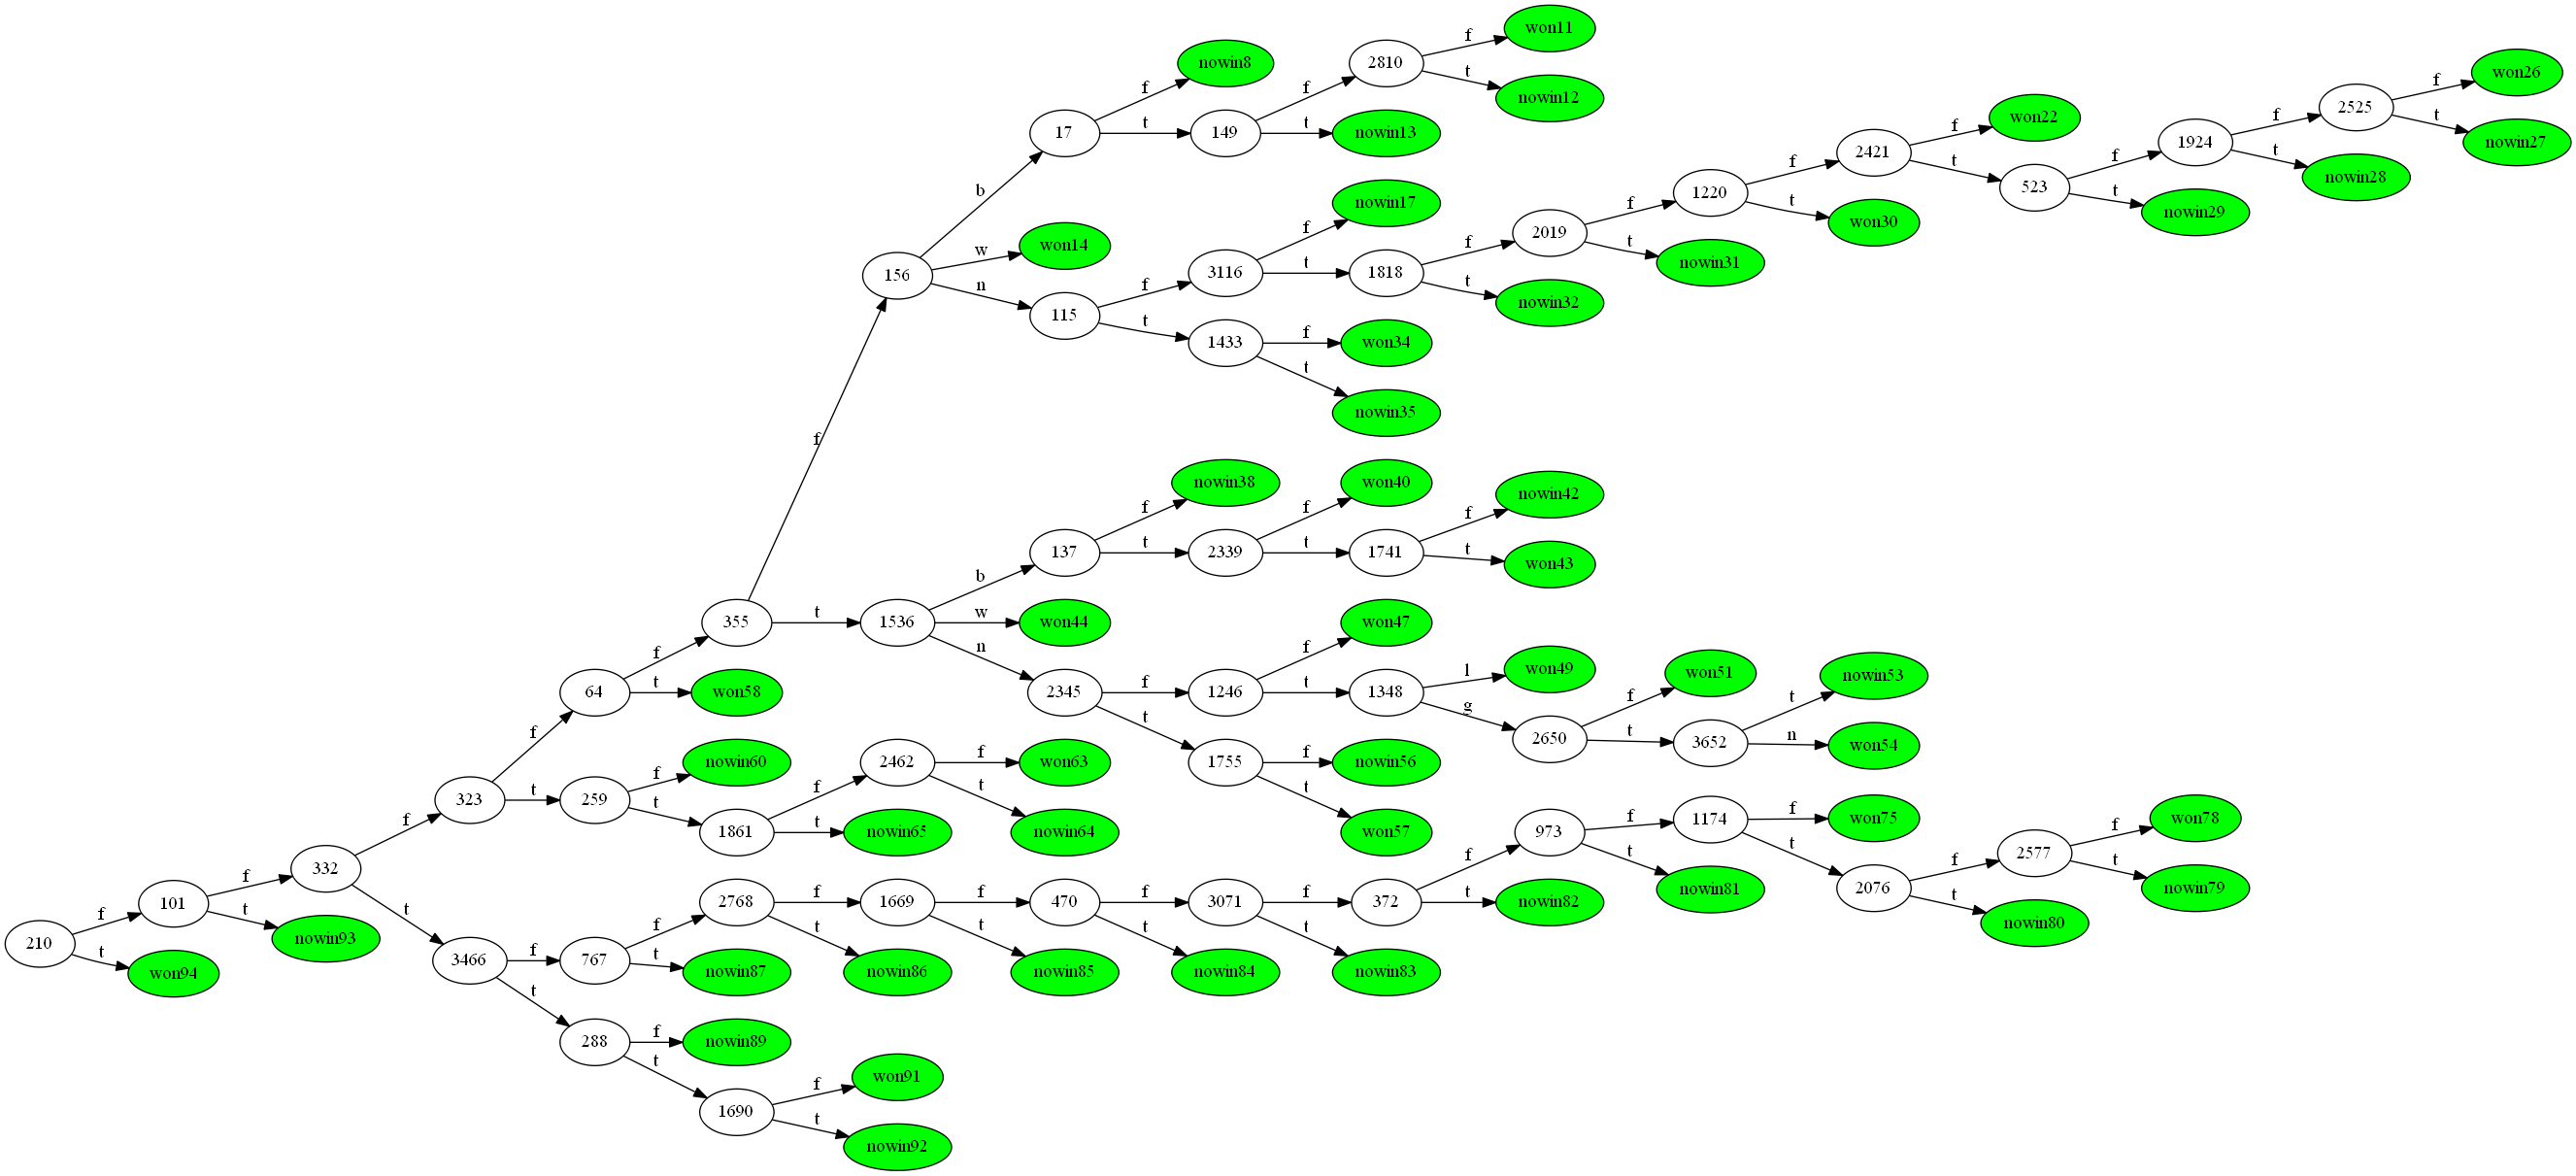 won11
f
2810
t
nowin12
nowin8
f
17
t
149
f
t
nowin13
b
156
w
won14
n
115
f
3116
f
nowin17
t
1818
f
2019
f
1220
f
2421
f
won22
t
523
f
1924
f
2525
f
won26
t
nowin27
t
nowin28
t
nowin29
t
won30
t
nowin31
t
nowin32
t
1433
f
won34
t
nowin35
f
nowin38
f
137
t
2339
f
won40
t
1741
f
nowin42
t
won43
b
355
t
1536
w
won44
n
2345
f
1246
f
won47
t
1348
l
won49
g
2650
f
won51
t
3652
t
nowin53
n
won54
t
1755
f
nowin56
t
won57
f
64
t
won58
f
323
t
259
f
nowin60
t
1861
f
2462
f
won63
t
nowin64
t
nowin65
f
332
t
3466
f
767
f
2768
f
1669
f
470
f
3071
f
372
f
973
f
1174
f
won75
t
2076
f
2577
f
won78
t
nowin79
t
nowin80
t
nowin81
t
nowin82
t
nowin83
t
nowin84
t
nowin85
t
nowin86
t
nowin87
t
288
f
nowin89
t
1690
f
won91
t
nowin92
210
f
101
f
t
nowin93
t
won94